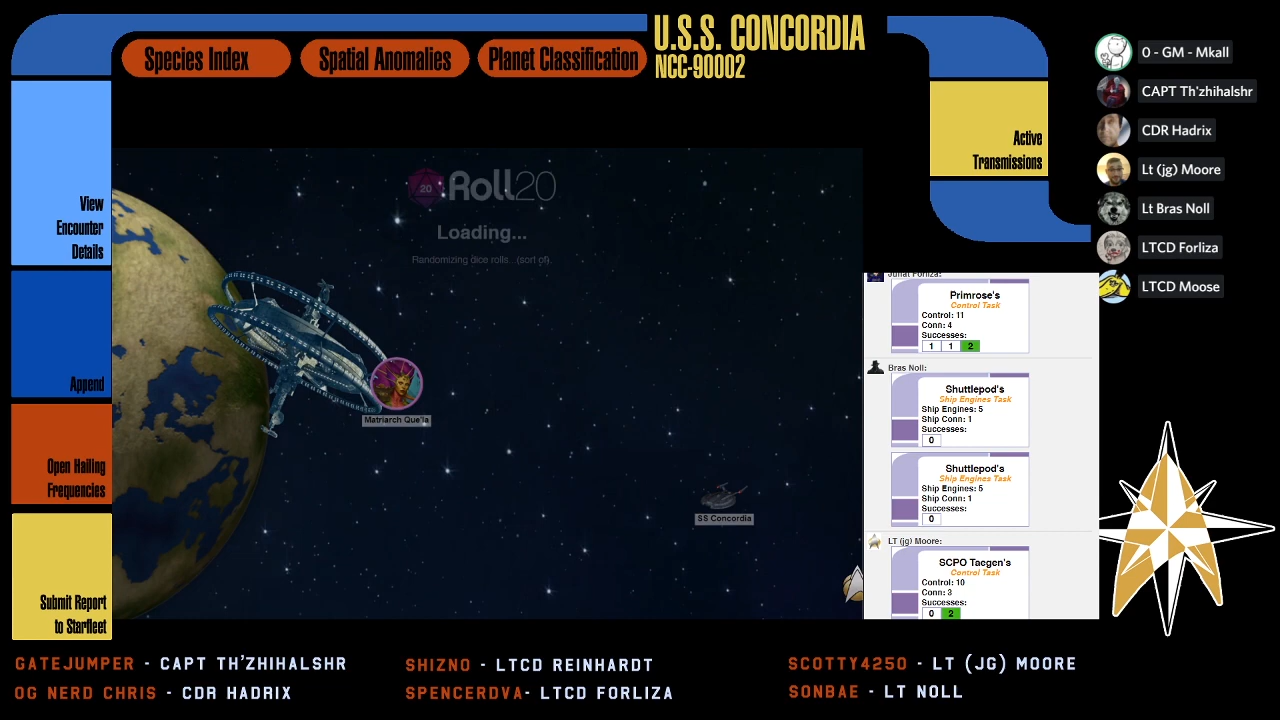 Species Index
Spatial Anomalies
Planet Classification
U.S.S. CONCORDIA
NCC-90002
0 - GM - Mkall
CAPT Th'zhihalshr
CDR Hadrix
Lt (jg) Moore
Lt Bras Noll
LTCD Forliza
LTCD Moose
Active
Transmissions
View
Encounter
Details
Append
Open Hailing
Frequencies
Submit Report
to Starfleet
20
Roll20
Loading...
Randomizing dice rolls...(sort of).
Matriarch Que'la
SS Concordia
Forliza:
Primrose's
Control Task
Control: 11
Conn: 4
Successes:
1 1 2
Bras Noll:
Shuttlepod's
Ship Engines Task
Ship Engines: 5
Ship Conn: 1
Successes:
0
Shuttlepod's
Ship Engines Task
Ship Engines: 5
Ship Conn: 1
Successes:
0
LT (jg) Moore:
SCPO Taegen's
Control Task
Control: 10
Conn: 3
Successes:
0 2
GATEJUMPER - CAPT TH'ZHIHALSHR
SHIZNO - LTCD REINHARDT
SCOTTY4250 - LT (JG) MOORE
OG NERD CHRIS - CDR HADRIX
SPENCERDVA- LTCD FORLIZA
SONBAE - LT NOLL